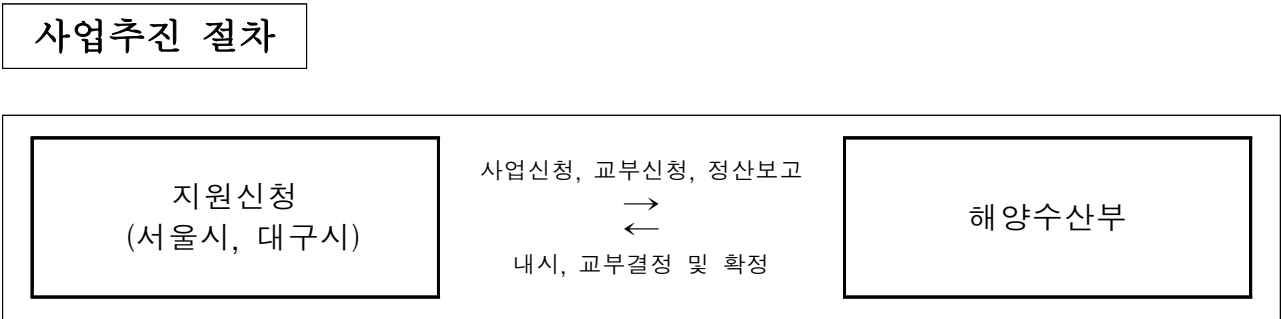 사업추진 절차
지원신청
(서울시, 대구시)
사업신청, 교부신청, 정산보고
→
←
내시, 교부결정 및 확정
해양수산부